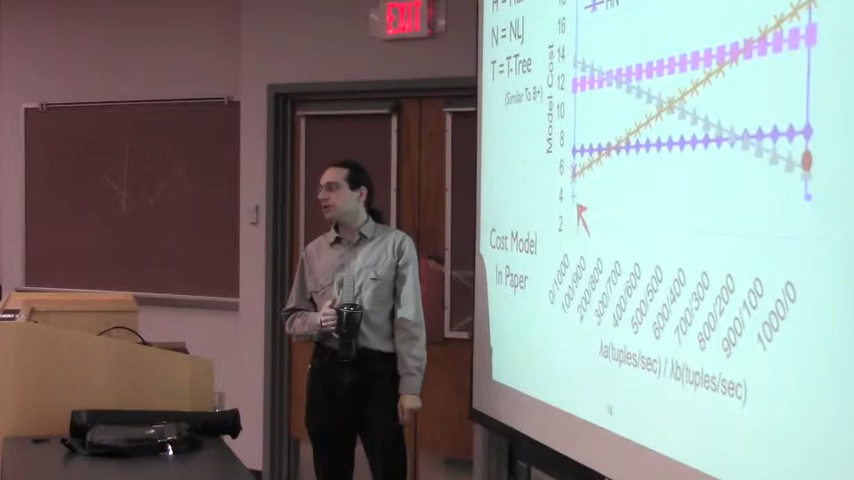 EXIT
N = NLJ
T = T-Tree
(Similar To B+)
Cost Model
In Paper
Model Cost
14
12
10
8
6
4
2
0/1000
100/900
200/800
300/700
400/600
500/500
600/400
700/300
800/200
900/100
1000/0
λa(tuples/sec) / λb(tuples/sec)